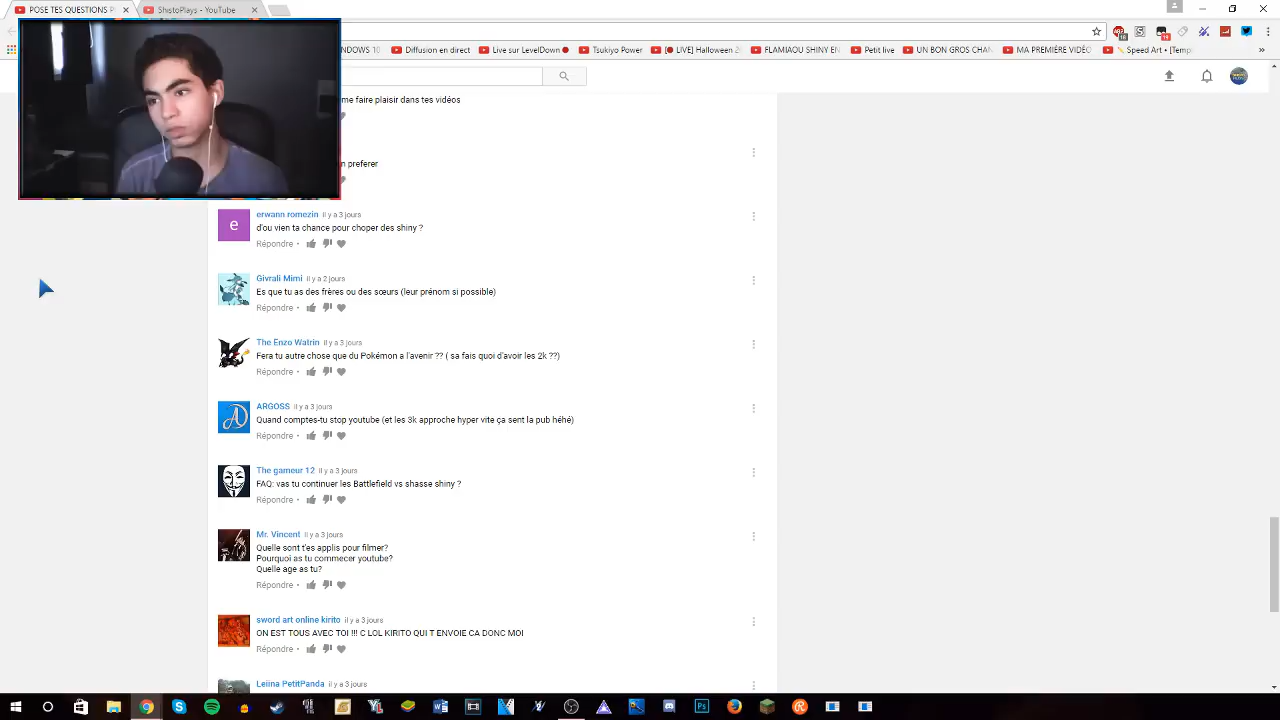 POSE TES QUESTIONS P
ShistoPlays - YouTube
INDOWS 10
Diffusion en direct -
Live sur LevelDown
Tsikiyo Power
[LIVE] Harden 20
FLAMIAOU SHINY EN
Sart live
UN BON GROS CHAN
MA PREMIÈRE VIDÉO
Speed Art • [Templ
me faire plaisir dans tes vidéos
n preferer
erwann romezin il y a 3 jours
d'ou vien ta chance pour choper des shiny ?
Répondre •
Givrali Mimi il y a 2 jours
Es que tu as des frères ou des sœurs (leur prénom si possible)
Répondre •
The Enzo Watrin il y a 3 jours
Fera tu autre chose que du Pokémon a l'avenir ?? ( sa fais quoi d'avoir les 2k ??)
Répondre •
ARGOSS il y a 3 jours
Quand comptes-tu stop youtube (et les 3k approche hyper vite ça sent la pub héhé)
Répondre •
The gameur 12 il y a 3 jours
FAQ: vas tu continuer les Battlefield vs shasse shiny ?
Répondre •
Mr. Vincent il y a 3 jours
Quelle sont t'es applis pour filmer?
Pourquoi as tu commecer youtube?
Quelle age as tu?
Répondre •
sword art online kirito il y a 3 jours
ON EST TOUS AVEC TOI !!! C LOL KIRITO QUI T ENVOIE CA DONC MOI
Répondre •
Leiina PetitPanda il y a 3 jours